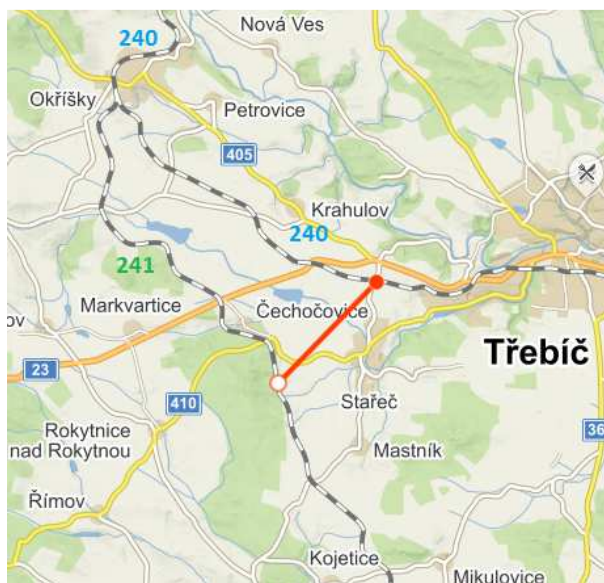 240
Nová Ves
Okříšky
Petrovice
405
Krahulov
240
241
Markvartice
Čechočovice
ov
Třebíč
23
410
Stařeč
36
Rokytnice
nad Rokytnou
Mastník
Římov
Kojetice
Mikulovice